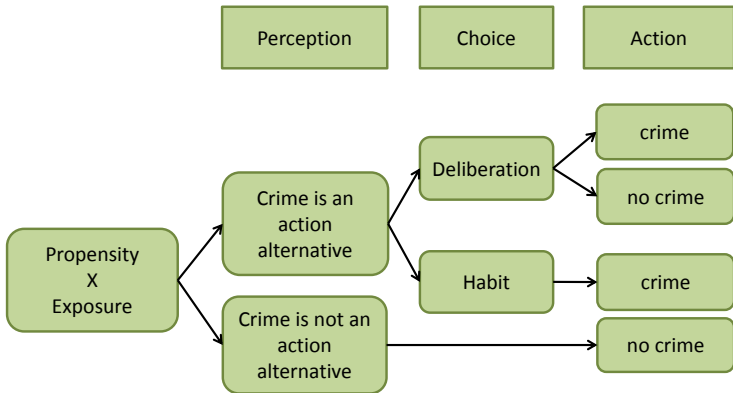 Perception
Choice
Action
crime
Deliberation
Crime is an
action
alternative
no crime
Propensity
X
Exposure
Habit
crime
Crime is not an
action
alternative
no crime